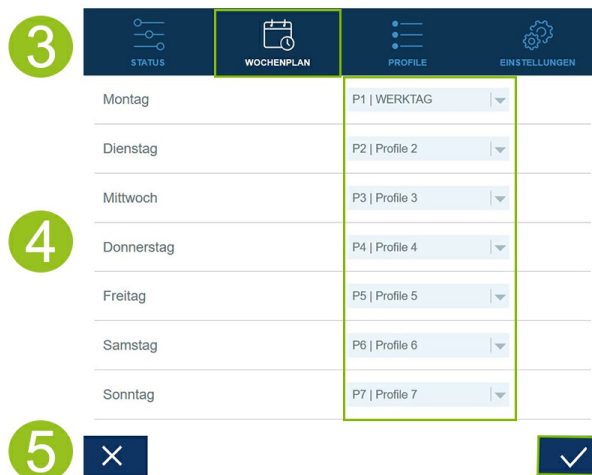 3
STATUS
WOCHENPLAN
PROFILE
EINSTELLUNGEN
Montag P1 | WERKTAG
Dienstag P2 | Profile 2
Mittwoch P3 | Profile 3
4
Donnerstag P4 | Profile 4
Freitag P5 | Profile 5
Samstag P6 | Profile 6
Sonntag P7 | Profile 7
5